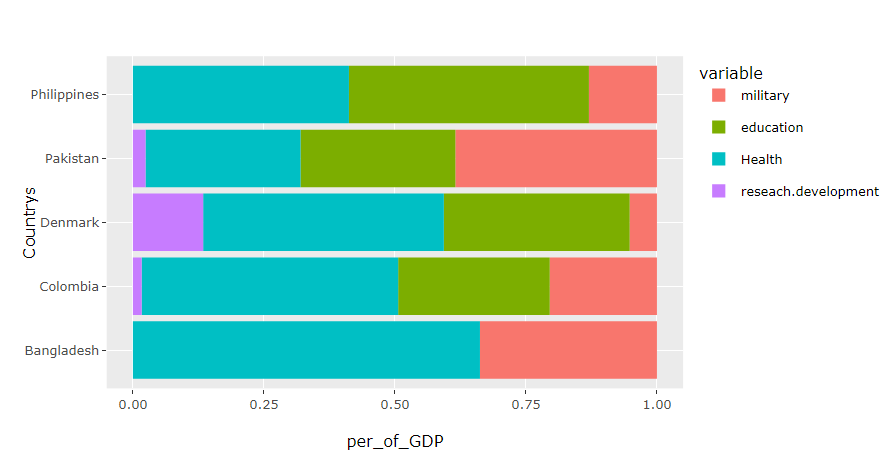 Philippines
Pakistan
Denmark
Colombia
Bangladesh
Countrys
0.00 0.25 0.50 0.75 1.00
per_of_GDP
variable
military
education
Health
reseach.development